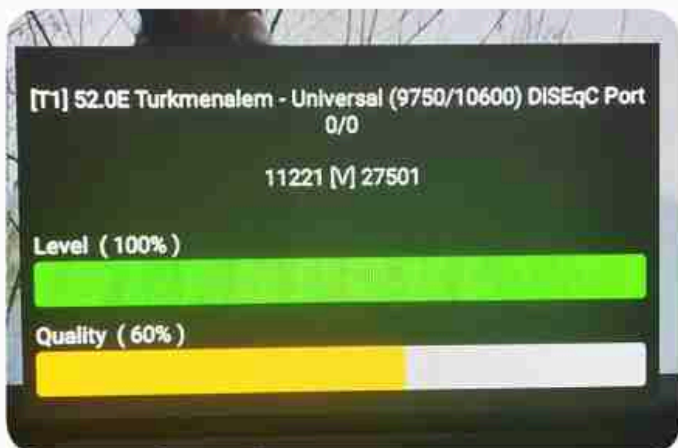 [T1] 52.0E Turkmenalem - Universal (9750/10600) DISEqC Port
0/0
11221 [V] 27501
Level ( 100% )
Quality ( 60% )